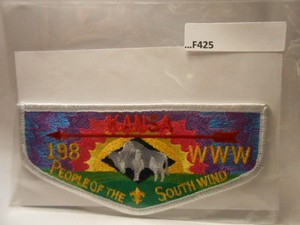 ...F425
KANSA
198 WWW
PEOPLE OF THE SOUTH WIND